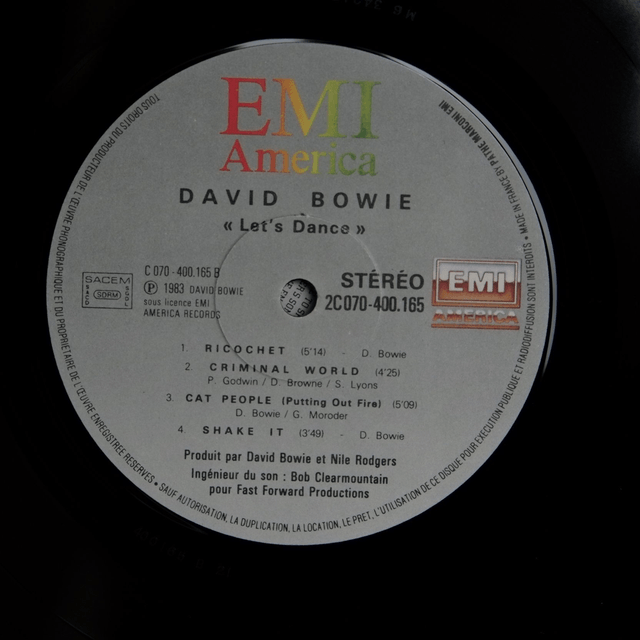 EMI
America
DAVID BOWIE
« Let's Dance »
C 070-400.165 B
℗ 1983 DAVID BOWIE
sous licence EMI
AMERICA RECORDS
SACEM
SDRM
STÉRÉO
2C070-400.165
EMI
AMERICA
1. RICOCHET (5'14) - D. Bowie
2. CRIMINAL WORLD (4'25)
P. Godwin / D. Browne / S. Lyons
3. CAT PEOPLE (Putting Out Fire) (5'09)
D. Bowie / G. Moroder
4. SHAKE IT (3'49) - D. Bowie
Produit par David Bowie et Nile Rodgers
Ingénieur du son : Bob Clearmountain
pour Fast Forward Productions
TOUS DROITS DU PRODUCTEUR DE L'ŒUVRE PHONOGRAPHIQUE ET DU PROPRIETAIRE DE L'ŒUVRE ENREGISTREE RESERVES • SAUF AUTORISATION, LA DUPLICATION, LA LOCATION, LE PRET, L'UTILISATION DE CE DISQUE POUR EXECUTION PUBLIQUE ET RADIODIFFUSION SONT INTERDITS • MADE IN FRANCE BY PATHE MARCONI EMI